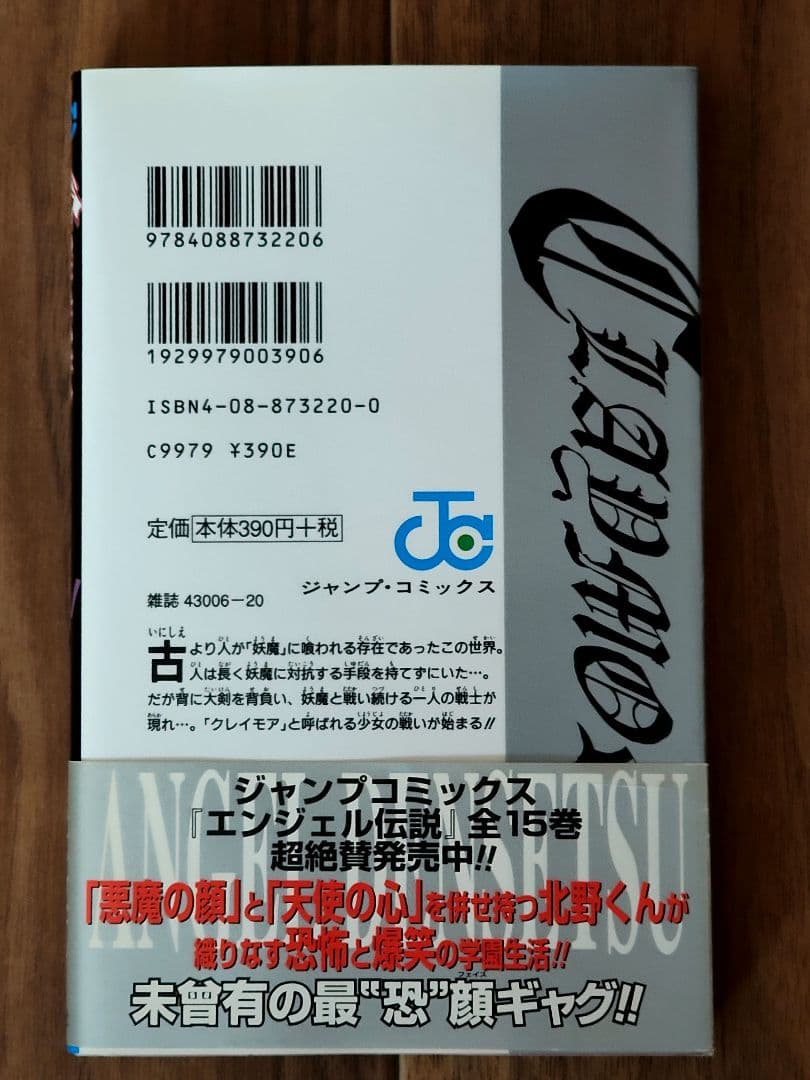 9784088732206
1929979003906
ISBN4-08-873220-0
C9979 ¥390E
定価 本体390円+税
JC
ジャンプ・コミックス
雑誌 43006-20
古より人が「妖魔」に喰われる存在であったこの世界。
人は長く妖魔に対抗する手段を持てずにいた…。
だが背に大剣を背負い、妖魔と戦い続ける一人の戦士が
現れ…。「クレイモア」と呼ばれる少女の戦いが始まる!!
CLAYMO
ANGEL DENSETSU
ジャンプコミックス
『エンジェル伝説』全15巻
超絶賛発売中!!
「悪魔の顔」と「天使の心」を併せ持つ北野くんが
織りなす恐怖と爆笑の学園生活!!
未曾有の最“恐”顔ギャグ!!